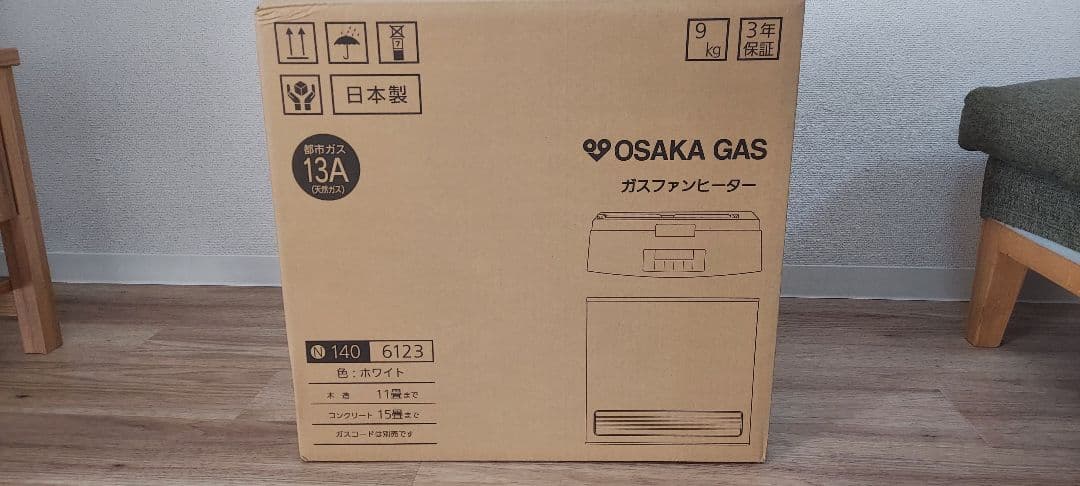 7
9
kg
3年
保証
日本製
都市ガス
13A
(天然ガス)
OSAKA GAS
ガスファンヒーター
N 140 6123
色:ホワイト
木造 11畳まで
コンクリート 15畳まで
ガスコードは別売です